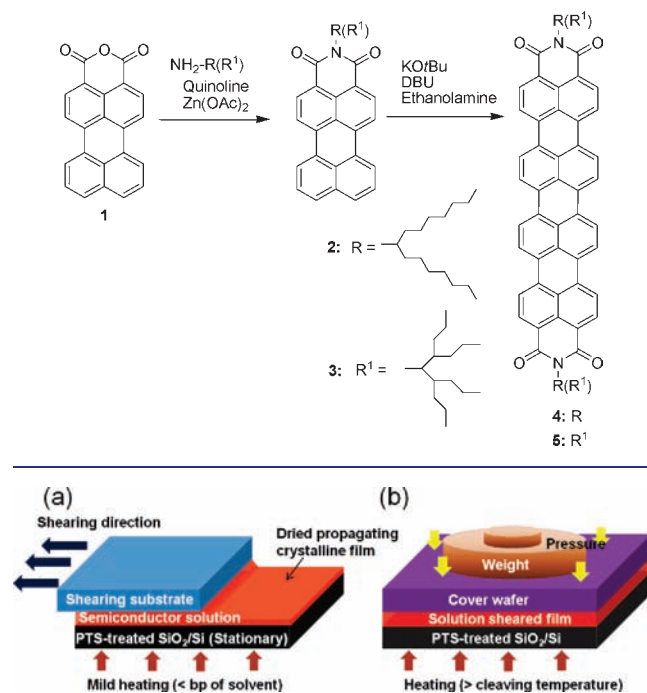 R(R¹)
O N O
R(R¹)
O N O
O O O
NH₂-R(R¹)
Quinoline
Zn(OAc)₂
KOtBu
DBU
Ethanolamine
1
2: R =
3: R¹ =
O N O
R(R¹)
4: R
5: R¹
(a)
Shearing direction
Dried propagating
crystalline film
Shearing substrate
Semiconductor solution
PTS-treated SiO₂/Si (Stationary)
Mild heating (< bp of solvent)
(b)
Pressure
Weight
Cover wafer
Solution sheared film
PTS-treated SiO₂/Si
Heating (> cleaving temperature)